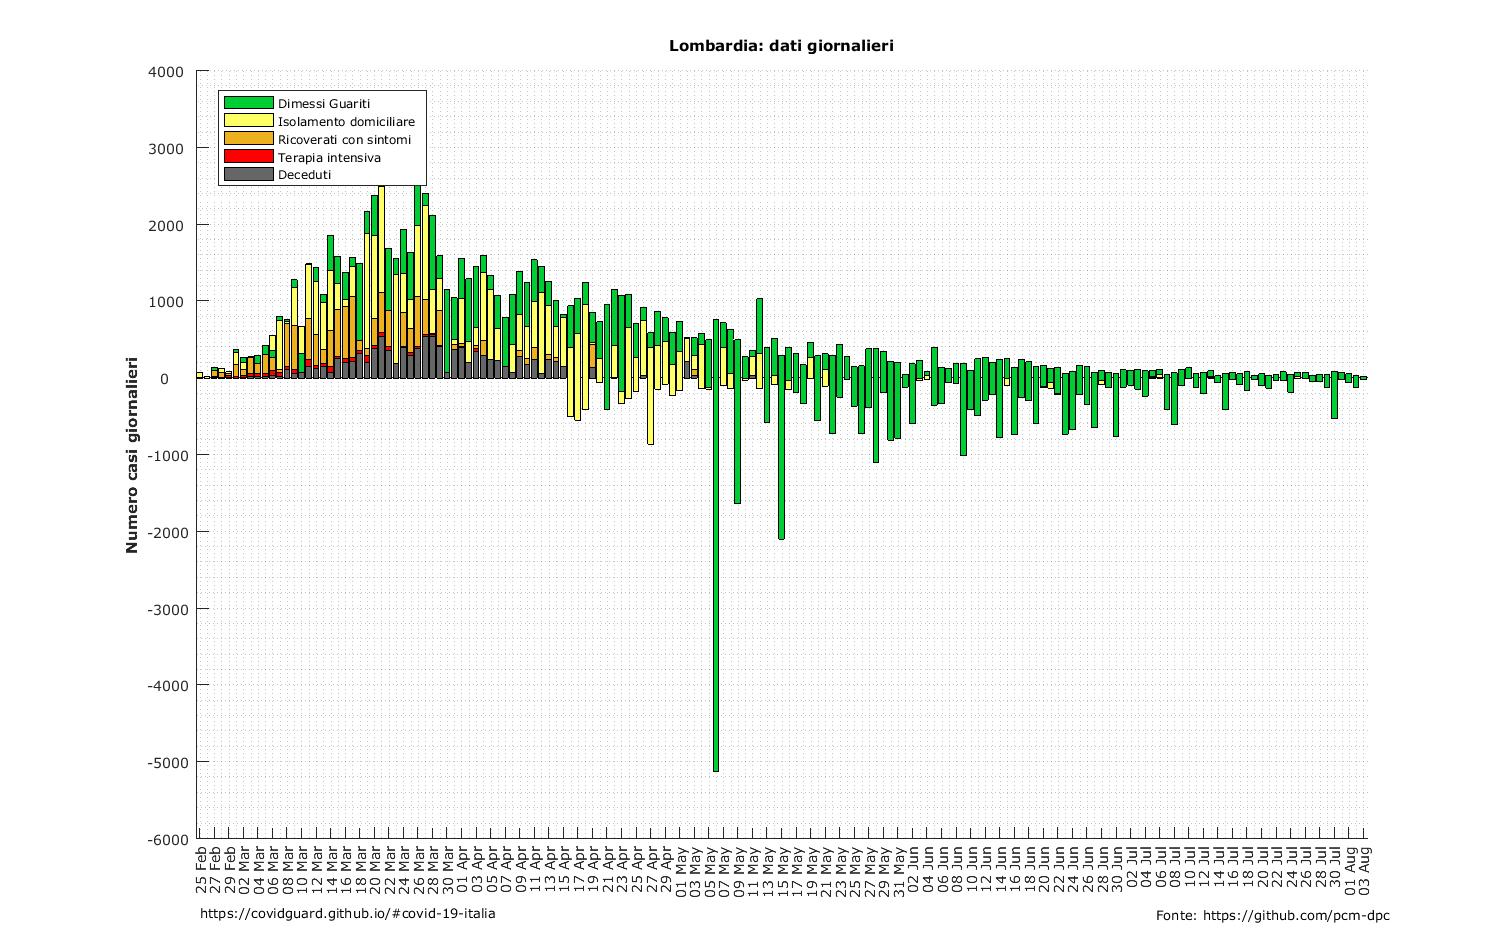 Lombardia: dati giornalieri
4000
3000
2000
1000
0
-1000
-2000
-3000
-4000
-5000
-6000
Numero casi giornalieri
Dimessi Guariti
Isolamento domiciliare
Ricoverati con sintomi
Terapia intensiva
Deceduti
25 Feb
27 Feb
29 Feb
02 Mar
04 Mar
06 Mar
08 Mar
10 Mar
12 Mar
14 Mar
16 Mar
18 Mar
20 Mar
22 Mar
24 Mar
26 Mar
28 Mar
30 Mar
01 Apr
03 Apr
05 Apr
07 Apr
09 Apr
11 Apr
13 Apr
15 Apr
17 Apr
19 Apr
21 Apr
23 Apr
25 Apr
27 Apr
29 Apr
01 May
03 May
05 May
07 May
09 May
11 May
13 May
15 May
17 May
19 May
21 May
23 May
25 May
27 May
29 May
31 May
02 Jun
04 Jun
06 Jun
08 Jun
10 Jun
12 Jun
14 Jun
16 Jun
18 Jun
20 Jun
22 Jun
24 Jun
26 Jun
28 Jun
30 Jun
02 Jul
04 Jul
06 Jul
08 Jul
10 Jul
12 Jul
14 Jul
16 Jul
18 Jul
20 Jul
22 Jul
24 Jul
26 Jul
28 Jul
30 Jul
01 Aug
03 Aug
https://covidguard.github.io/#covid-19-italia
Fonte: https://github.com/pcm-dpc